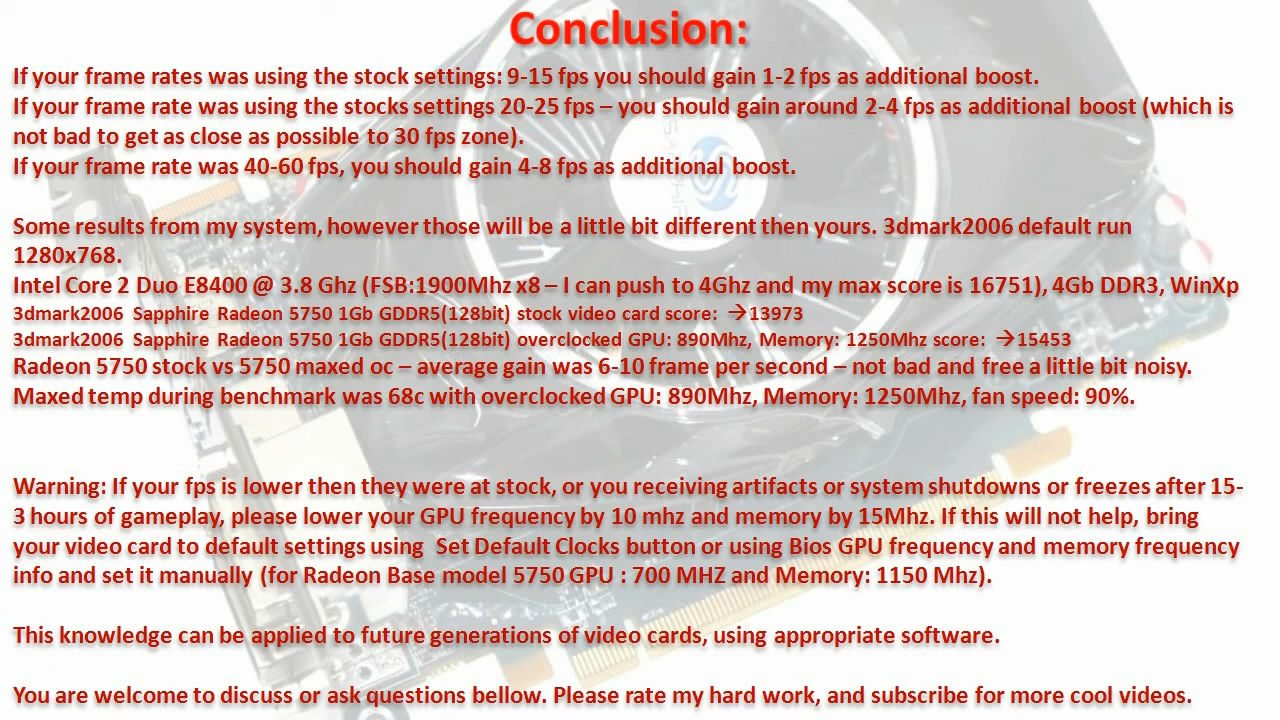 Conclusion:
If your frame rates was using the stock settings: 9-15 fps you should gain 1-2 fps as additional boost.
If your frame rate was using the stocks settings 20-25 fps – you should gain around 2-4 fps as additional boost (which is
not bad to get as close as possible to 30 fps zone).
If your frame rate was 40-60 fps, you should gain 4-8 fps as additional boost.
Some results from my system, however those will be a little bit different then yours. 3dmark2006 default run
1280x768.
Intel Core 2 Duo E8400 @ 3.8 Ghz (FSB:1900Mhz x8 – I can push to 4Ghz and my max score is 16751), 4Gb DDR3, WinXp
3dmark2006 Sapphire Radeon 5750 1Gb GDDR5(128bit) stock video card score: →13973
3dmark2006 Sapphire Radeon 5750 1Gb GDDR5(128bit) overclocked GPU: 890Mhz, Memory: 1250Mhz score: →15453
Radeon 5750 stock vs 5750 maxed oc – average gain was 6-10 frame per second – not bad and free a little bit noisy.
Maxed temp during benchmark was 68c with overclocked GPU: 890Mhz, Memory: 1250Mhz, fan speed: 90%.
Warning: If your fps is lower then they were at stock, or you receiving artifacts or system shutdowns or freezes after 15-
3 hours of gameplay, please lower your GPU frequency by 10 mhz and memory by 15Mhz. If this will not help, bring
your video card to default settings using  Set Default Clocks button or using Bios GPU frequency and memory frequency
info and set it manually (for Radeon Base model 5750 GPU : 700 MHZ and Memory: 1150 Mhz).
This knowledge can be applied to future generations of video cards, using appropriate software.
You are welcome to discuss or ask questions bellow. Please rate my hard work, and subscribe for more cool videos.